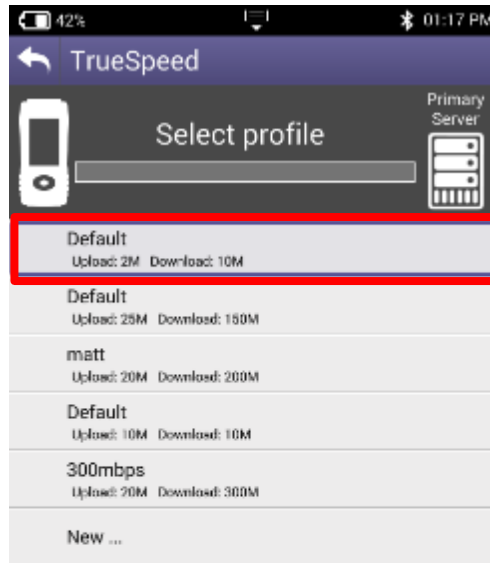 42% 01:17 PM
TrueSpeed
Primary
Server
Select profile
Default
Upload: 2M Download: 10M
Default
Upload: 25M Download: 150M
matt
Upload: 20M Download: 200M
Default
Upload: 10M Download: 10M
300mbps
Upload: 20M Download: 300M
New ...